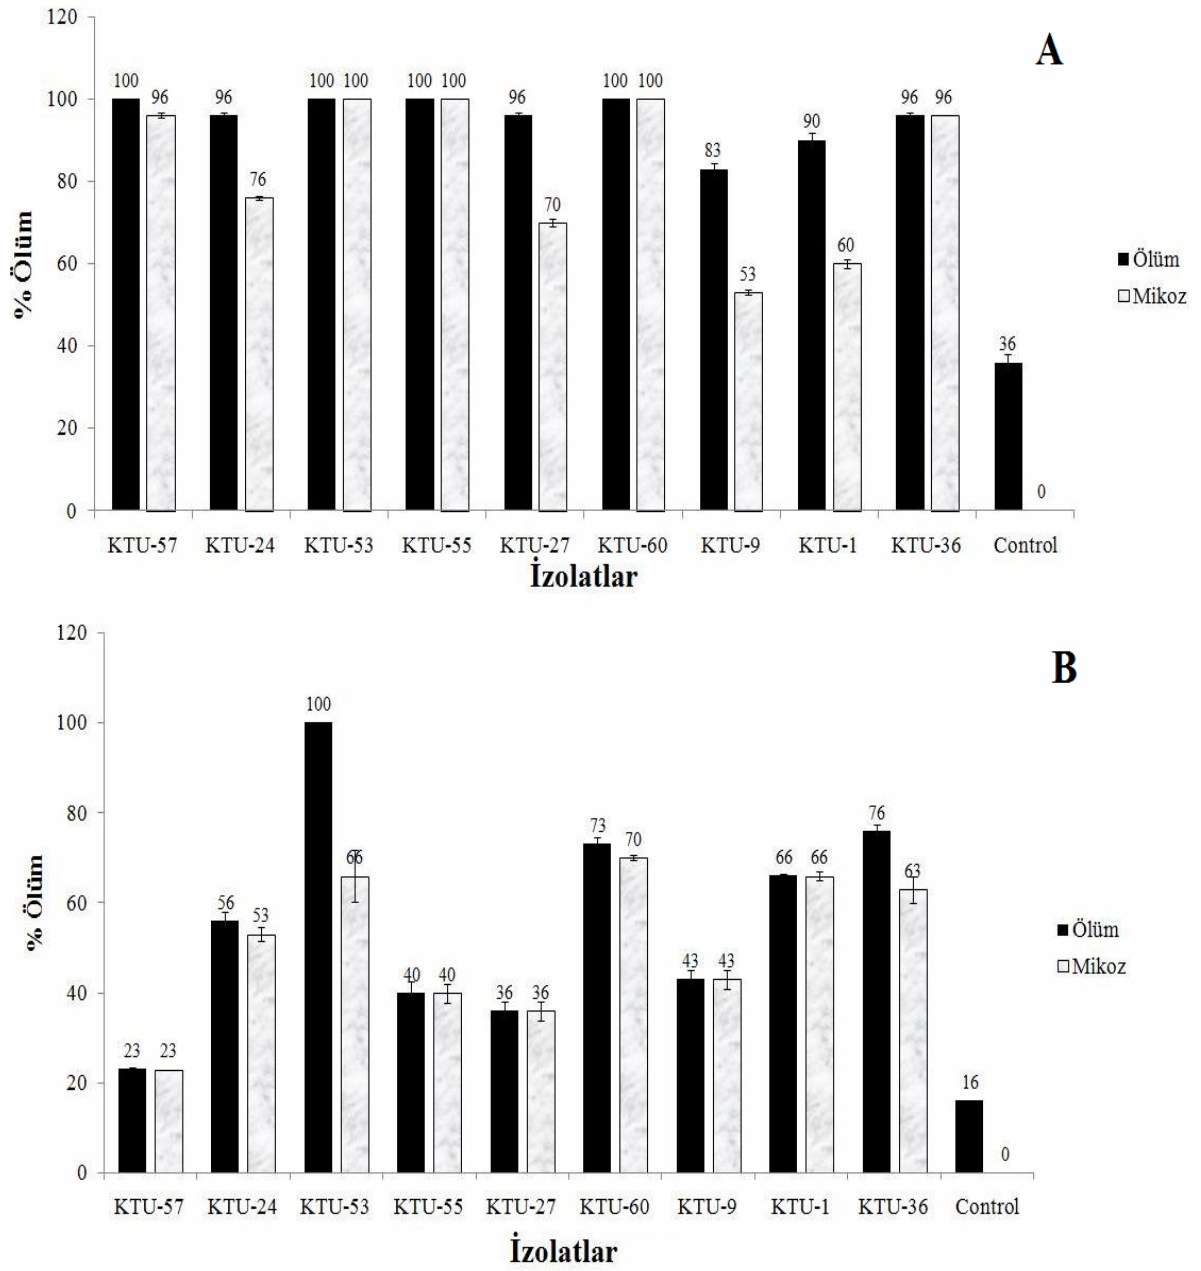 A
120
100
80
60
40
20
0
% Ölüm
100 96 96 76 100 100 100 100 96 70 100 100 83 53 90 60 96 96 36 0
KTU-57 KTU-24 KTU-53 KTU-55 KTU-27 KTU-60 KTU-9 KTU-1 KTU-36 Control
İzolatlar
Ölüm
Mikoz
B
120
100
80
60
40
20
0
% Ölüm
23 23 56 53 100 66 40 40 36 36 73 70 43 43 66 66 76 63 16 0
KTU-57 KTU-24 KTU-53 KTU-55 KTU-27 KTU-60 KTU-9 KTU-1 KTU-36 Control
İzolatlar
Ölüm
Mikoz